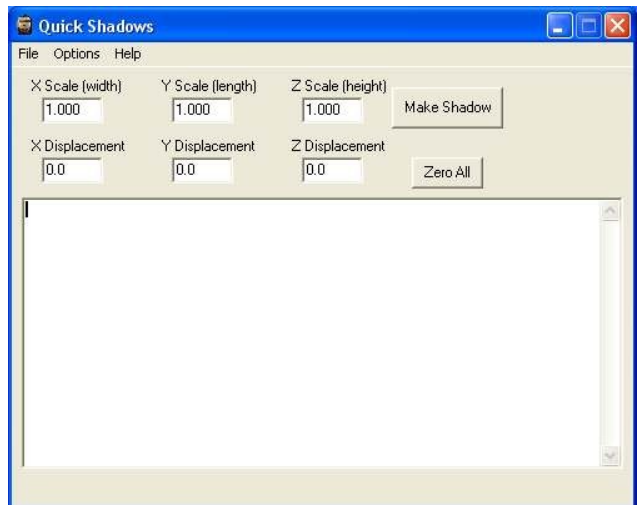 Quick Shadows
File Options Help
X Scale (width) Y Scale (length) Z Scale (height)
1.000 1.000 1.000 Make Shadow
X Displacement Y Displacement Z Displacement
0.0 0.0 0.0 Zero All